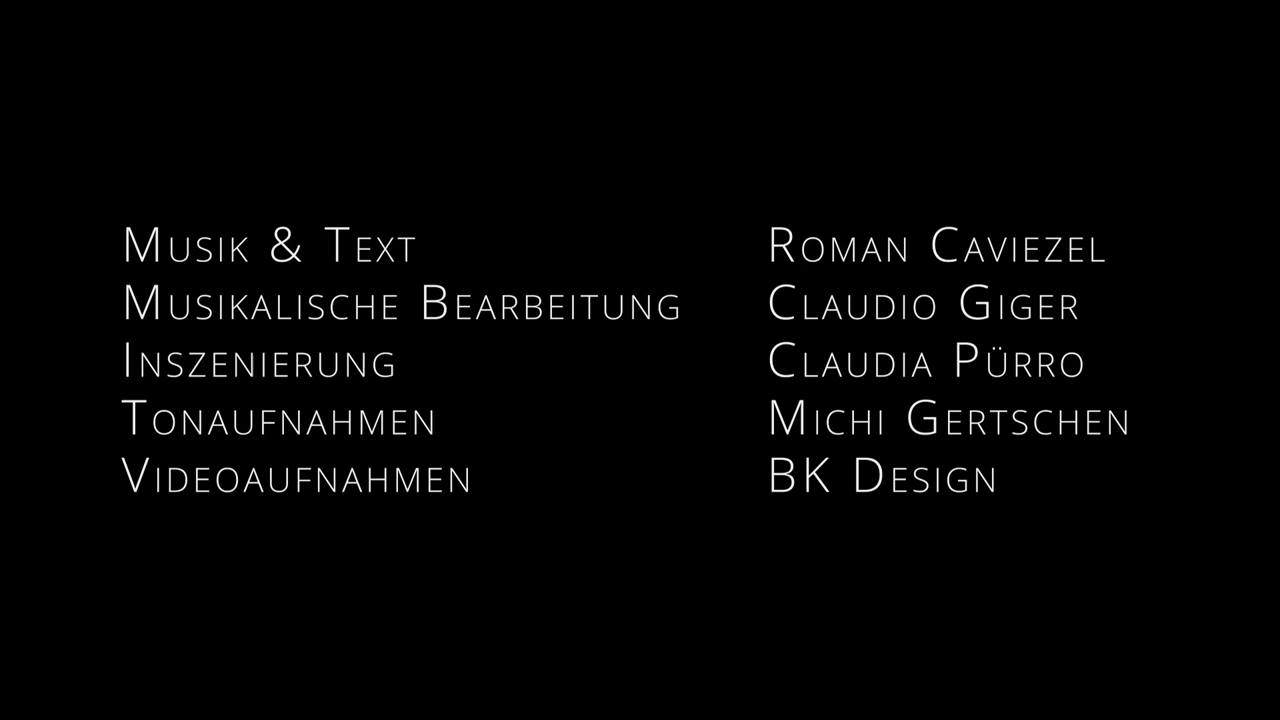 Musik & Text Roman Caviezel
Musikalische Bearbeitung Claudio Giger
Inszenierung Claudia Pürro
Tonaufnahmen Michi Gertschen
Videoaufnahmen BK Design